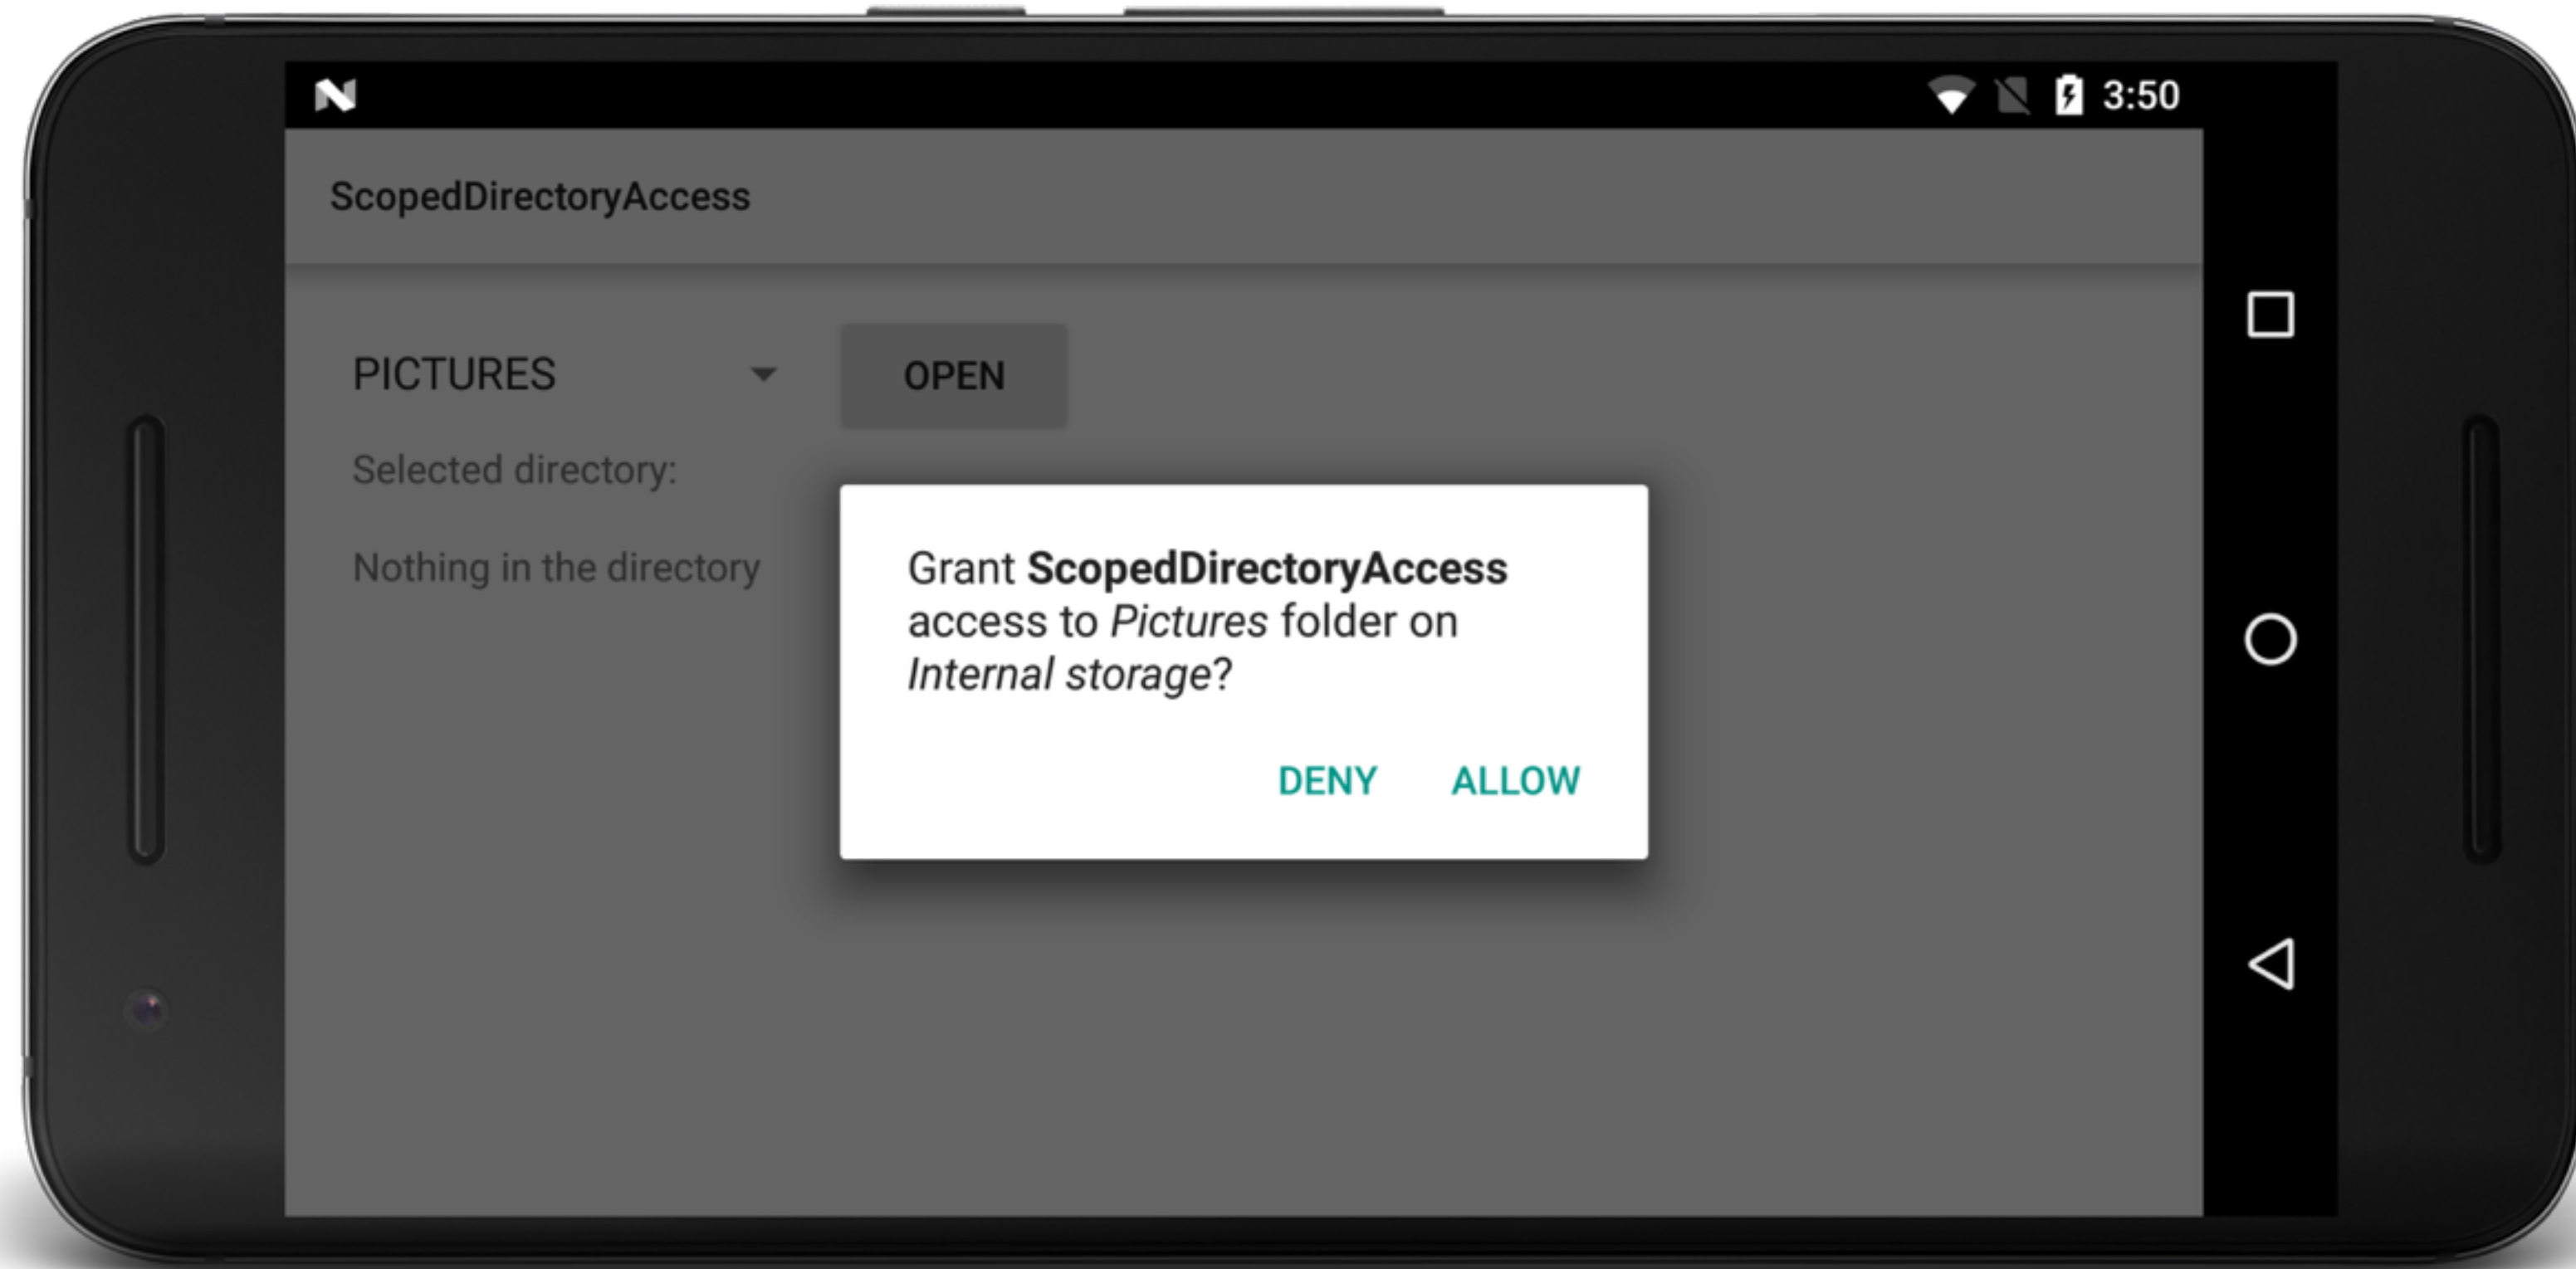 3:50
ScopedDirectoryAccess
PICTURES
OPEN
Selected directory:
Nothing in the directory
Grant ScopedDirectoryAccess
access to Pictures folder on
Internal storage?
DENY ALLOW